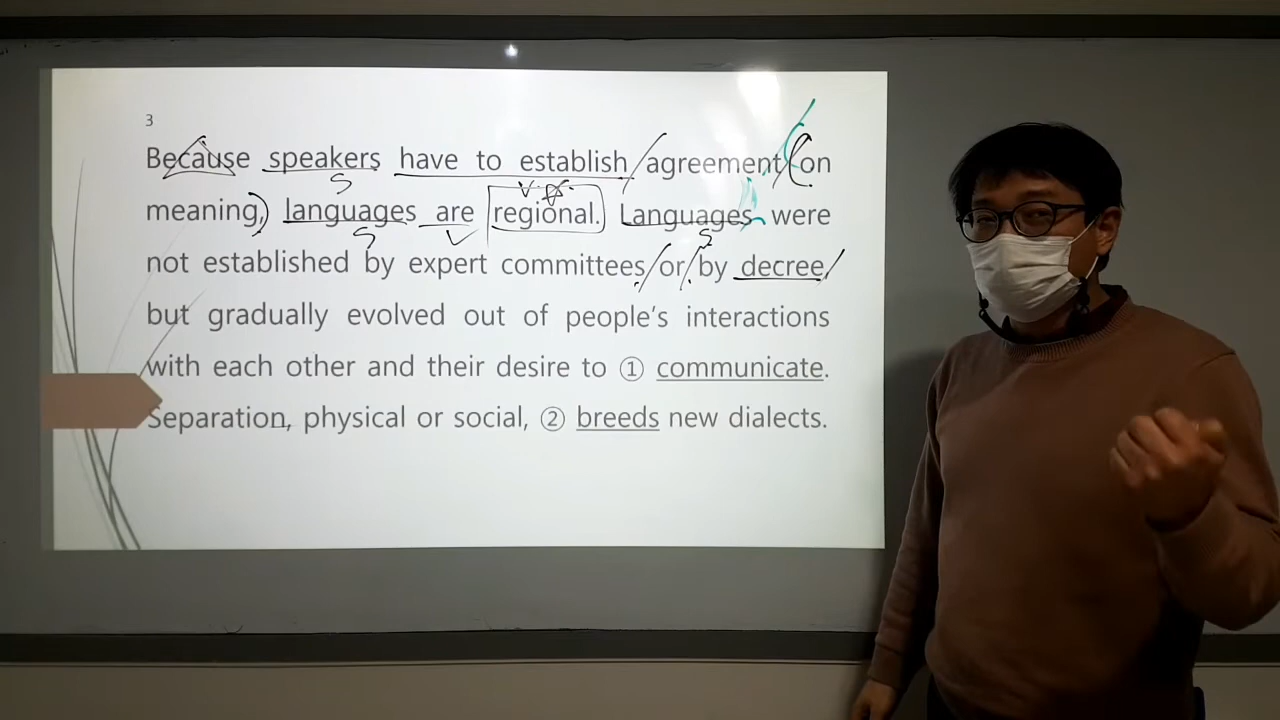 3
Because speakers have to establish agreement on
meaning, languages are regional. Languages were
not established by expert committees or by decree,
but gradually evolved out of people's interactions
with each other and their desire to ① communicate.
Separation, physical or social, ② breeds new dialects.
S
V
S
V
S